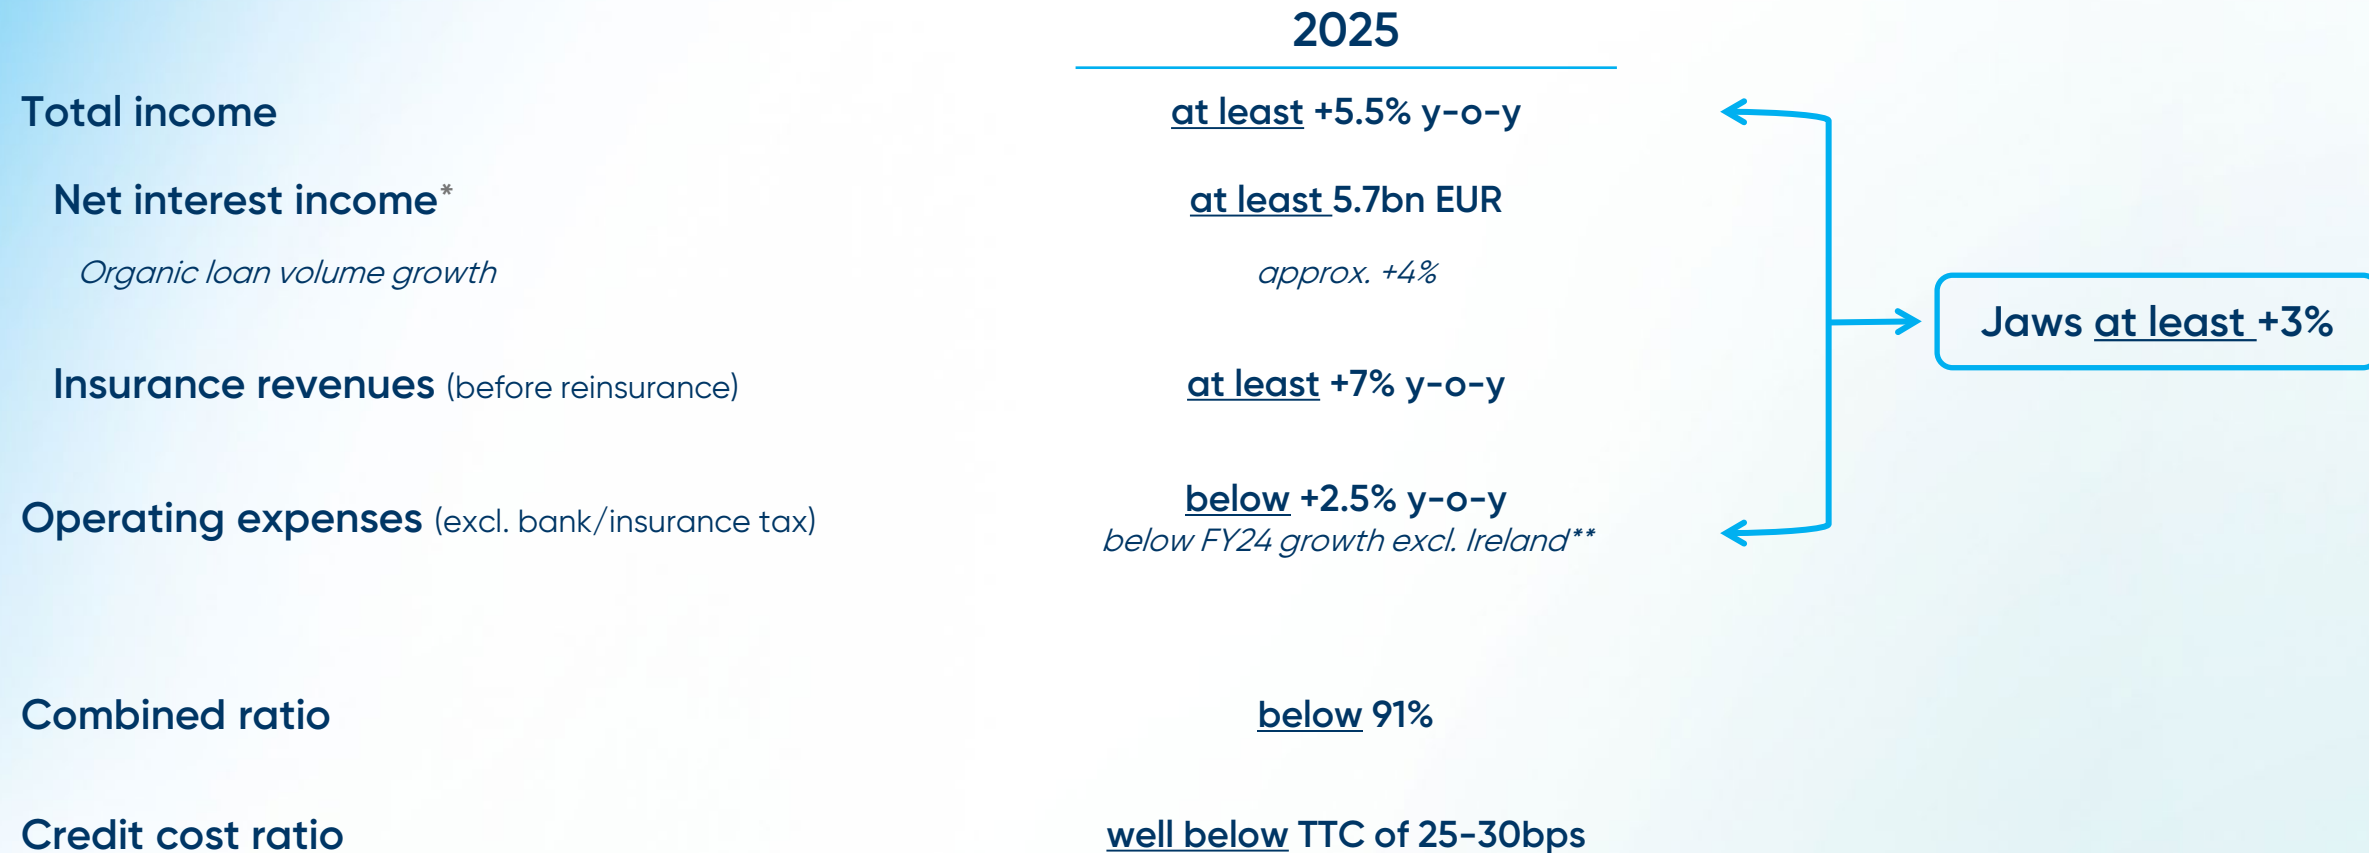 2025
Total income at least +5.5% y-o-y
Net interest income* at least 5.7bn EUR
Organic loan volume growth approx. +4%
Jaws at least +3%
Insurance revenues (before reinsurance) at least +7% y-o-y
Operating expenses (excl. bank/insurance tax) below +2.5% y-o-y
below FY24 growth excl. Ireland**
Combined ratio below 91%
Credit cost ratio well below TTC of 25-30bps